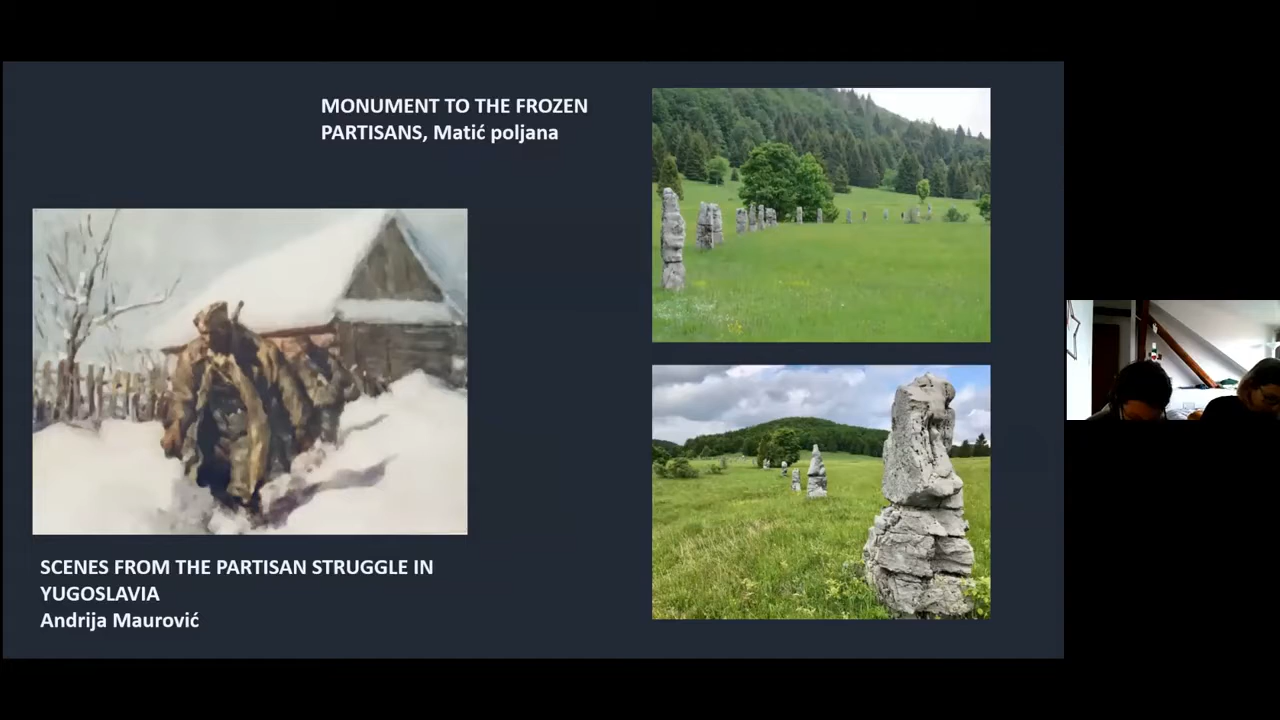 MONUMENT TO THE FROZEN
PARTISANS, Matić poljana
SCENES FROM THE PARTISAN STRUGGLE IN
YUGOSLAVIA
Andrija Maurović